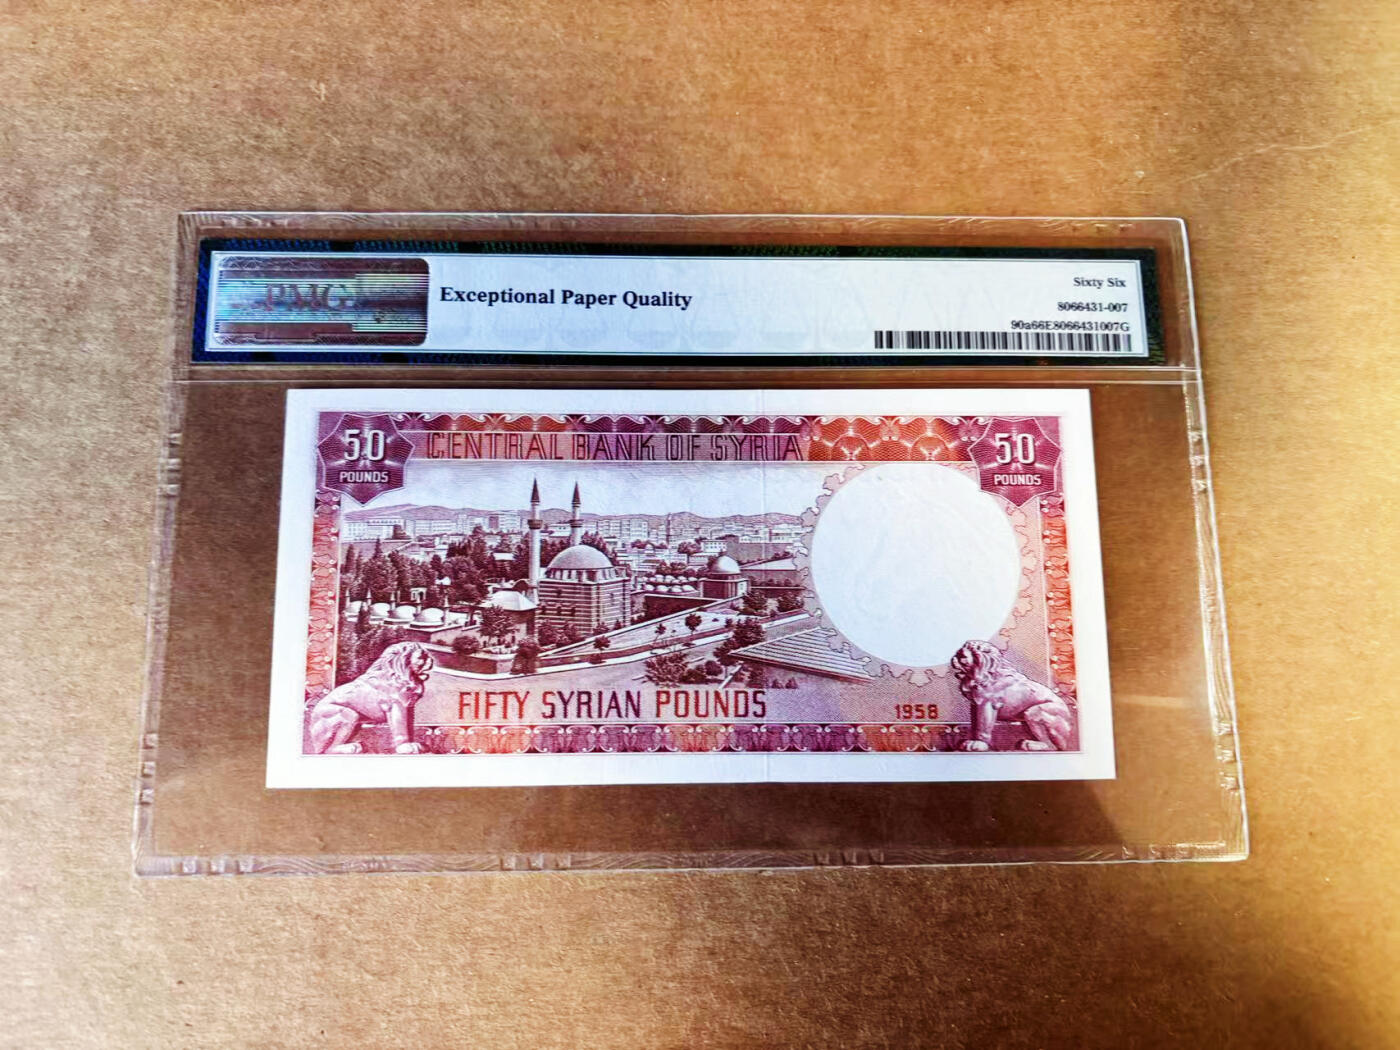 PMG
Exceptional Paper Quality
Sixty Six
8066431-007
90a66E8066431007G
50
POUNDS
CENTRAL BANK OF SYRIA
50
POUNDS
FIFTY SYRIAN POUNDS
1958